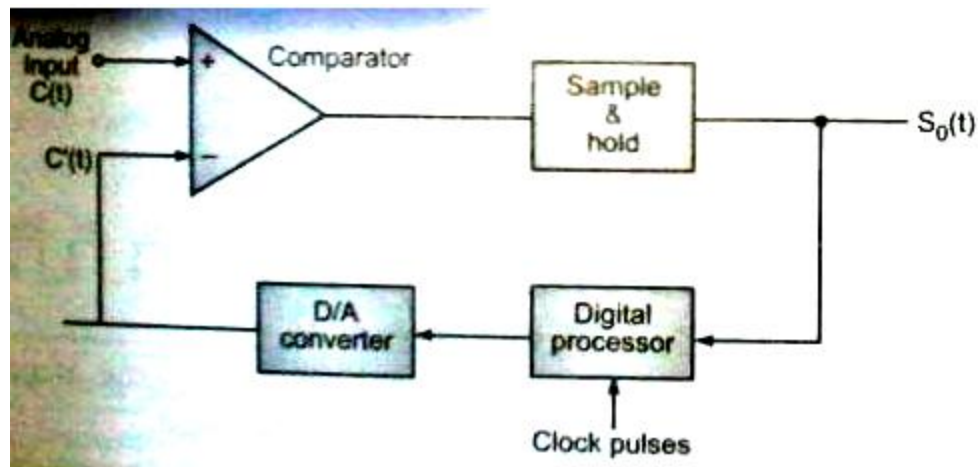 Analog
Input
C(t)
+
Comparator
C'(t)
−
Sample
&
hold
S₀(t)
D/A
converter
Digital
processor
Clock pulses